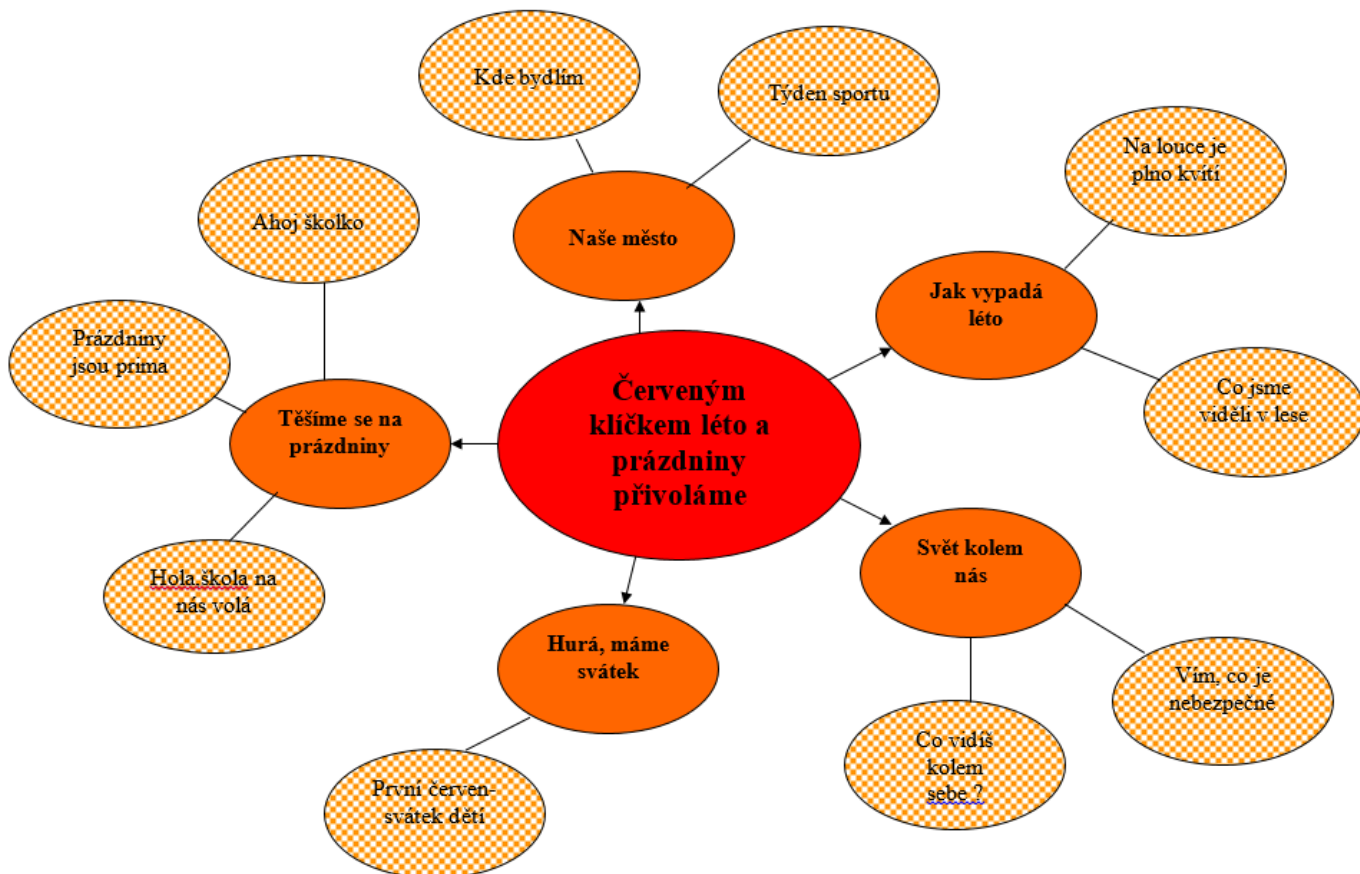 Kde bydlím
Týden sportu
Na louce je
plno kvítí
Ahoj školko
Naše město
Jak vypadá
léto
Prázdniny
jsou prima
Co jsme
viděli v lese
Těšíme se na
prázdniny
Červeným
klíčkem léto a
prázdniny
přivoláme
Svět kolem
nás
Hola,škola na
nás volá
Hurá, máme
svátek
Vím, co je
nebezpečné
Co vidíš
kolem
sebe ?
První červen-
svátek dětí